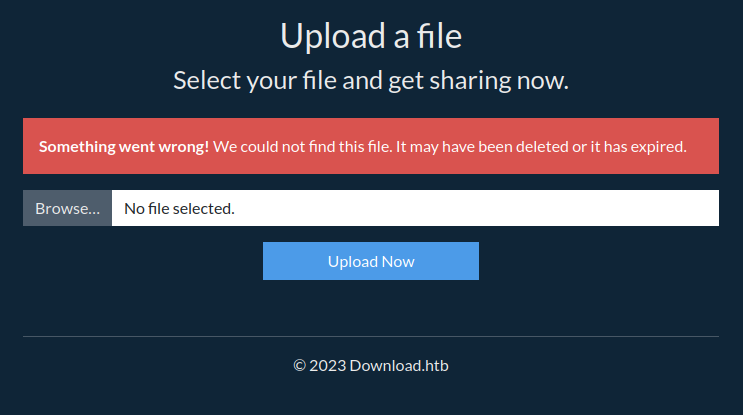 Upload a file
Select your file and get sharing now.
Something went wrong! We could not find this file. It may have been deleted or it has expired.
Browse... No file selected.
Upload Now
© 2023 Download.htb